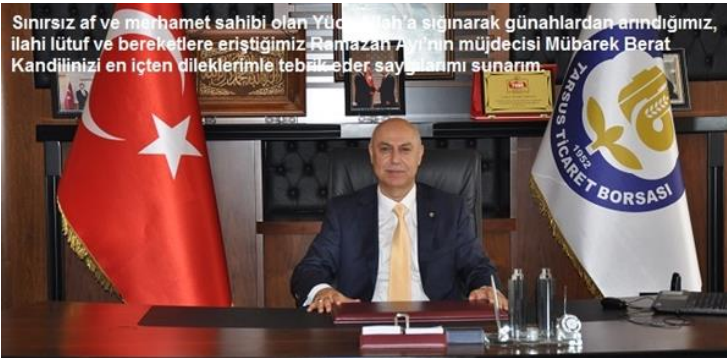 Sınırsız af ve merhamet sahibi olan Yüce Allah'a sığınarak günahlardan arındığımız,
ilahi lütuf ve bereketlere eriştiğimiz Ramazan Ayı'nın müjdecisi Mübarek Berat
Kandilinizi en içten dileklerimle tebrik eder saygılarımı sunarım.
TARSUS TİCARET BORSASI
1952